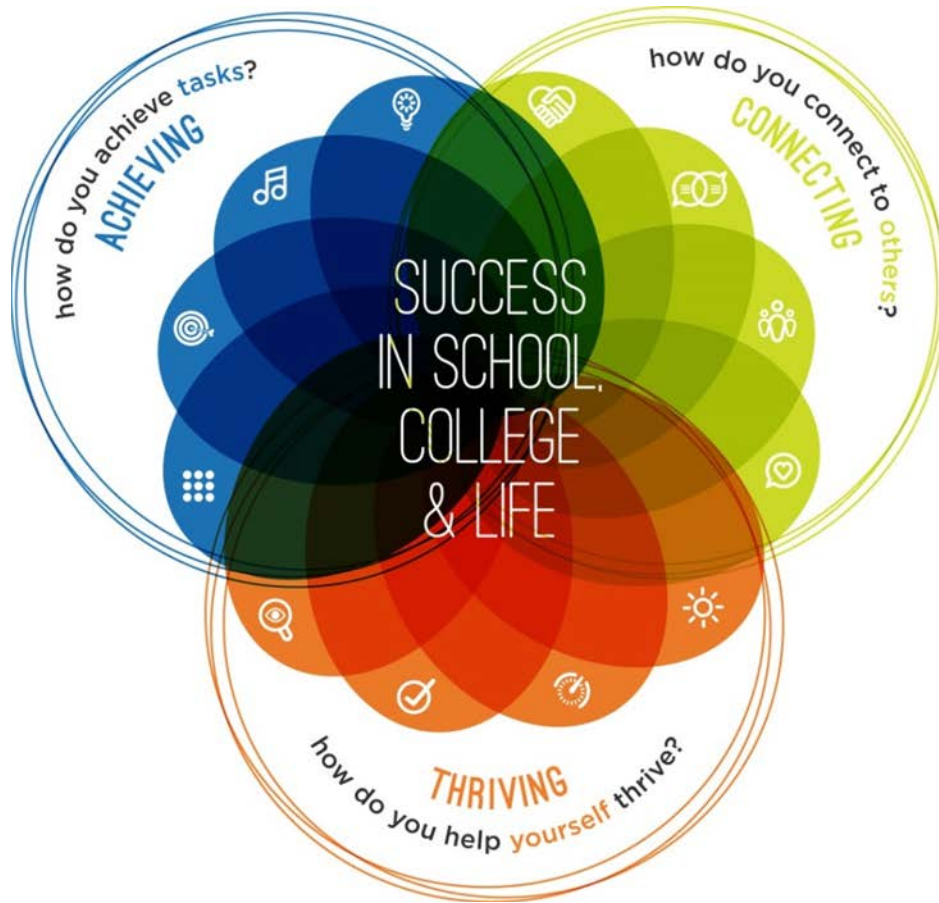 how do you achieve tasks?
ACHIEVING
how do you connect to others?
CONNECTING
SUCCESS
IN SCHOOL,
COLLEGE
& LIFE
THRIVING
how do you help yourself thrive?